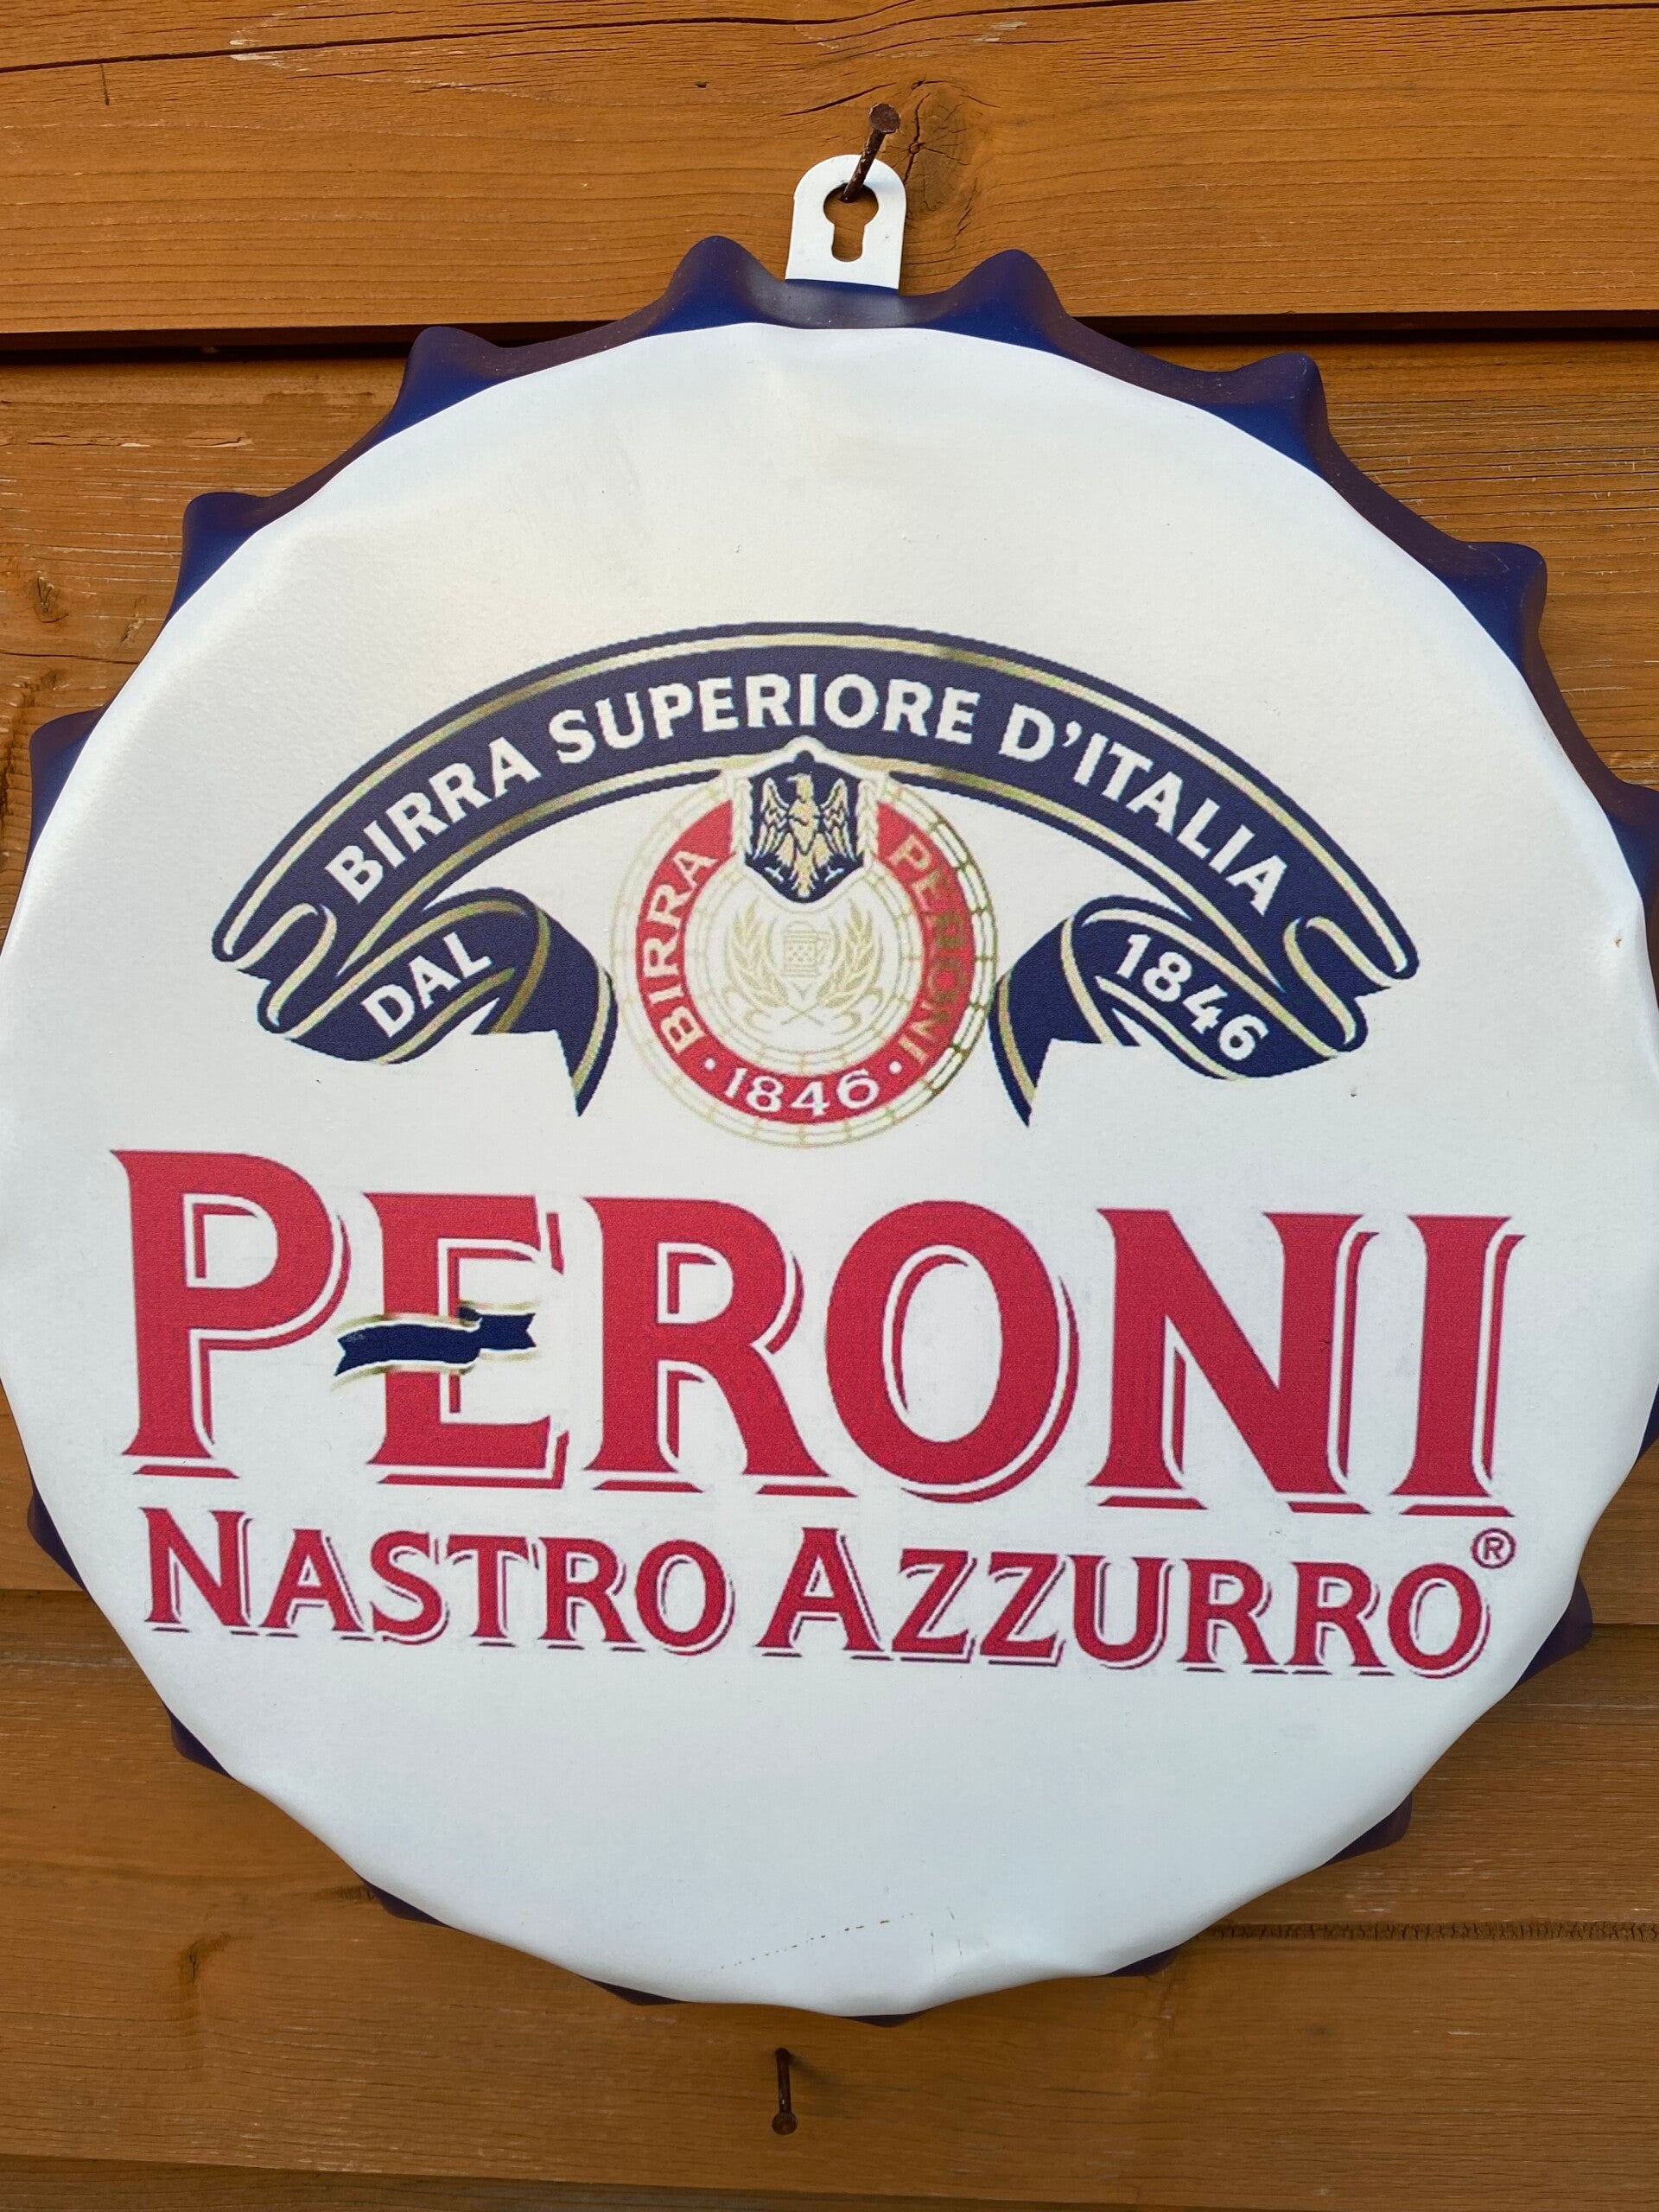 BIRRA SUPERIORE D'ITALIA
DAL 1846
BIRRA PERONI
· 1846 ·
PERONI
NASTRO AZZURRO®